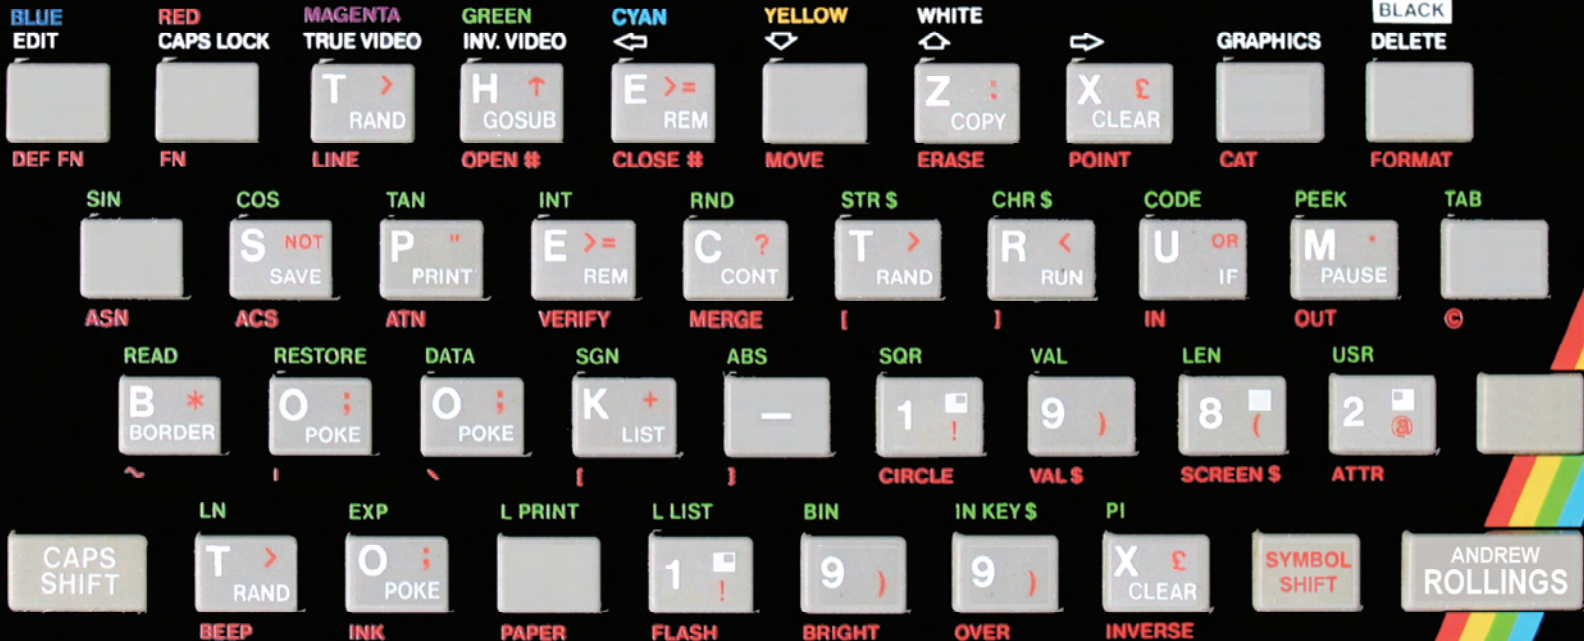 BLUE RED MAGENTA GREEN CYAN YELLOW WHITE BLACK
EDIT CAPS LOCK TRUE VIDEO INV. VIDEO ⇦ ⇩ ⇧ ⇨ GRAPHICS DELETE
T > H ↑ E >= Z : X £
RAND GOSUB REM COPY CLEAR
DEF FN FN LINE OPEN # CLOSE # MOVE ERASE POINT CAT FORMAT
SIN COS TAN INT RND STR $ CHR $ CODE PEEK TAB
S NOT P " E >= C ? T > R < U OR M .
SAVE PRINT REM CONT RAND RUN IF PAUSE
ASN ACS ATN VERIFY MERGE [ ] IN OUT ©
READ RESTORE DATA SGN ABS SQR VAL LEN USR
B * O ; O ; K + — 1 ! 9 ) 8 ( 2 @
BORDER POKE POKE LIST
~ | \ { } CIRCLE VAL $ SCREEN $ ATTR
LN EXP L PRINT L LIST BIN IN KEY $ PI
CAPS T > O ; 1 ! 9 ) 9 ) X £ SYMBOL ANDREW
SHIFT RAND POKE CLEAR SHIFT ROLLINGS
BEEP INK PAPER FLASH BRIGHT OVER INVERSE